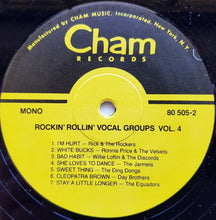 Manufactured by CHAM MUSIC, Incorporated, New York, N.Y.
Cham
RECORDS
MONO
80 505-2
ROCKIN' ROLLIN' VOCAL GROUPS VOL. 4
1. I'M HURT — Rick & The Rockers
2. WHITE BUCKS — Ronnie Price & The Velvets
3. BAD HABIT — Willie Loftin & The Discords
4. SHE LOVES TO DANCE — The Jarmels
5. SWEET THING — The Ding Dongs
6. CLEOPATRA BROWN — Day Brothers
7. STAY A LITTLE LONGER — The Equadors